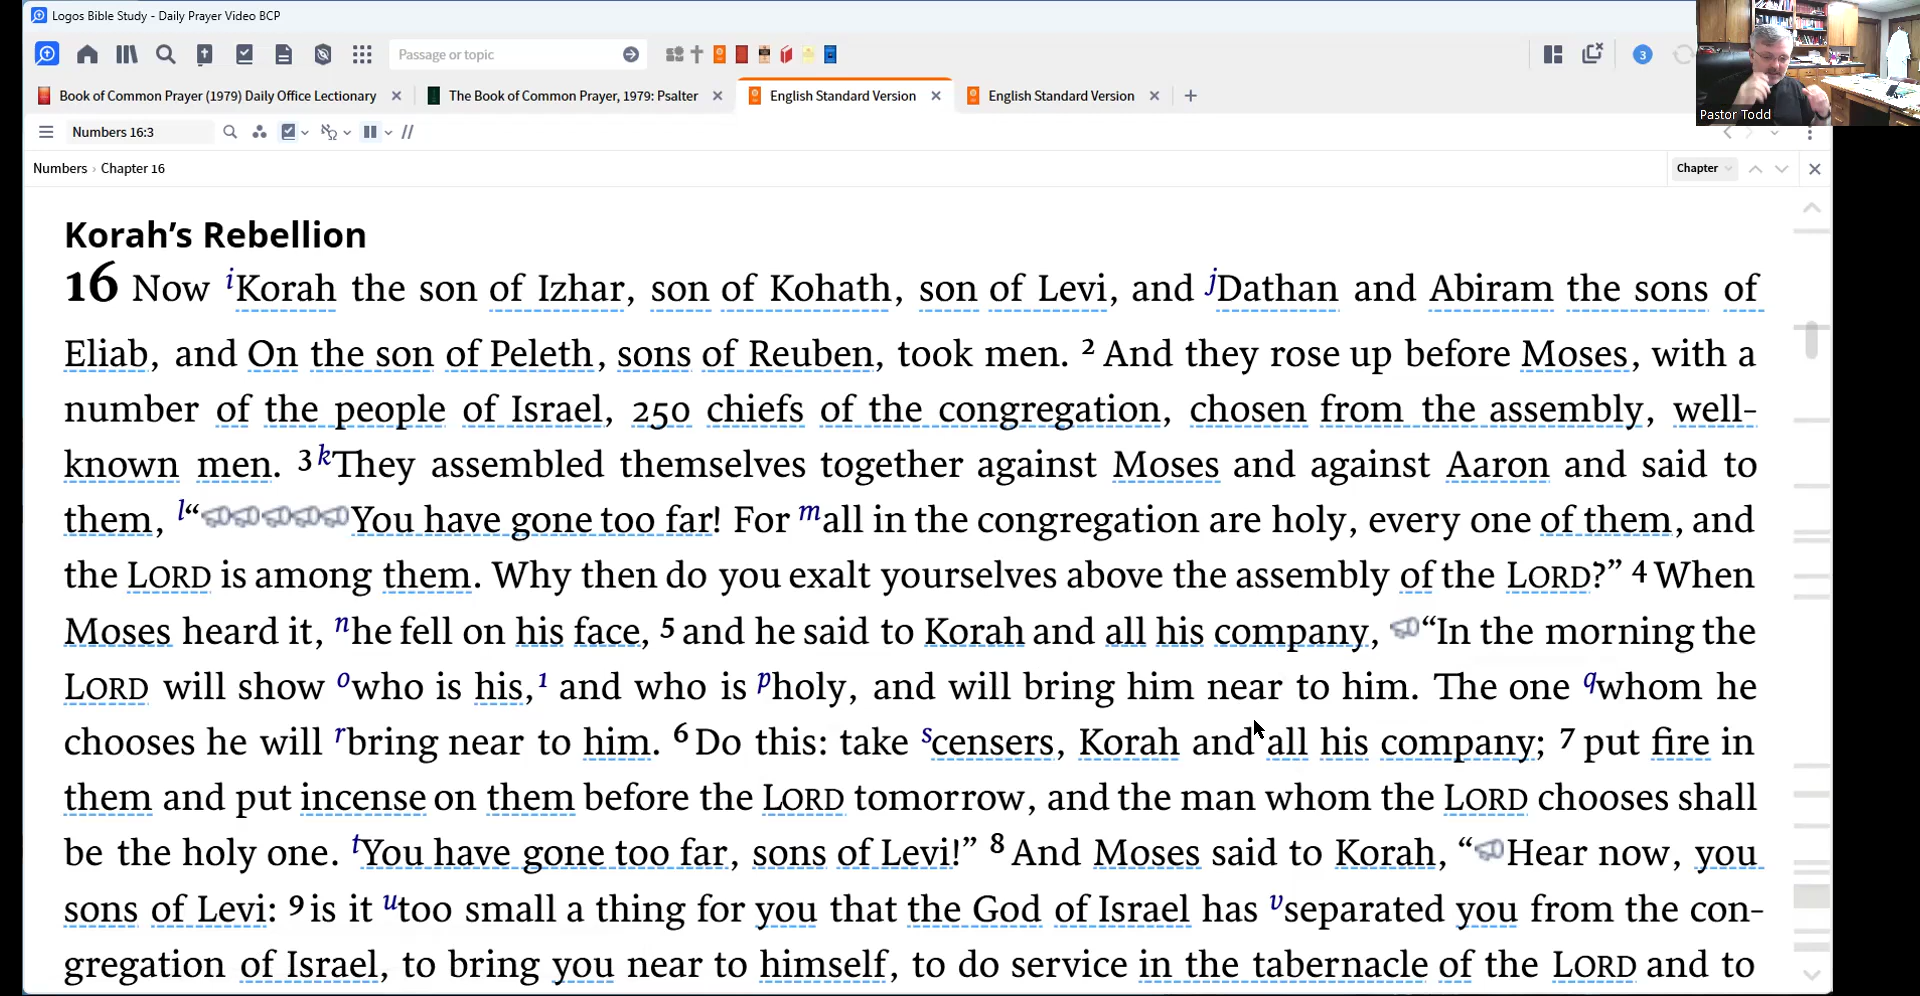 Logos Bible Study - Daily Prayer Video BCP
Passage or topic
3
Book of Common Prayer (1979) Daily Office Lectionary
The Book of Common Prayer, 1979: Psalter
English Standard Version
English Standard Version
Pastor Todd
Numbers 16:3
Numbers › Chapter 16
Chapter
Korah’s Rebellion
16 Now iKorah the son of Izhar, son of Kohath, son of Levi, and jDathan and Abiram the sons of
Eliab, and On the son of Peleth, sons of Reuben, took men. 2 And they rose up before Moses, with a
number of the people of Israel, 250 chiefs of the congregation, chosen from the assembly, well-
known men. 3 kThey assembled themselves together against Moses and against Aaron and said to
them, l“You have gone too far! For mall in the congregation are holy, every one of them, and
the LORD is among them. Why then do you exalt yourselves above the assembly of the LORD?” 4 When
Moses heard it, nhe fell on his face, 5 and he said to Korah and all his company, “In the morning the
LORD will show owho is his,1 and who is pholy, and will bring him near to him. The one qwhom he
chooses he will rbring near to him. 6 Do this: take scensers, Korah and all his company; 7 put fire in
them and put incense on them before the LORD tomorrow, and the man whom the LORD chooses shall
be the holy one. tYou have gone too far, sons of Levi!” 8 And Moses said to Korah, “Hear now, you
sons of Levi: 9 is it utoo small a thing for you that the God of Israel has vseparated you from the con-
gregation of Israel, to bring you near to himself, to do service in the tabernacle of the LORD and to